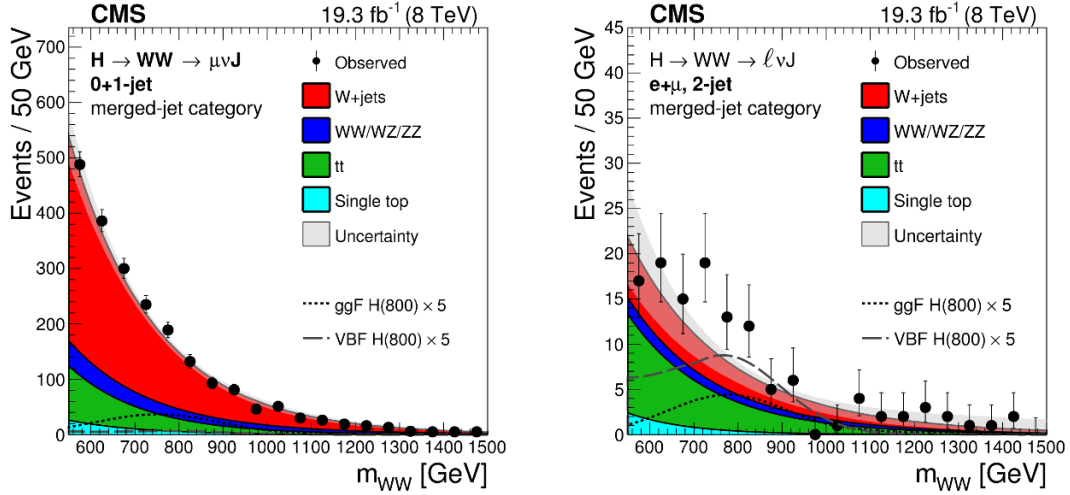 CMS 19.3 fb⁻¹ (8 TeV)
Events / 50 GeV
700
600
500
400
300
200
100
0
H → WW → μνJ
0+1-jet
merged-jet category
Observed
W+jets
WW/WZ/ZZ
tt
Single top
Uncertainty
ggF H(800) × 5
VBF H(800) × 5
600 700 800 900 1000 1100 1200 1300 1400 1500
m_WW [GeV]
CMS 19.3 fb⁻¹ (8 TeV)
Events / 50 GeV
45
40
35
30
25
20
15
10
5
0
H → WW → ℓνJ
e+μ, 2-jet
merged-jet category
Observed
W+jets
WW/WZ/ZZ
tt
Single top
Uncertainty
ggF H(800) × 5
VBF H(800) × 5
600 700 800 900 1000 1100 1200 1300 1400 1500
m_WW [GeV]